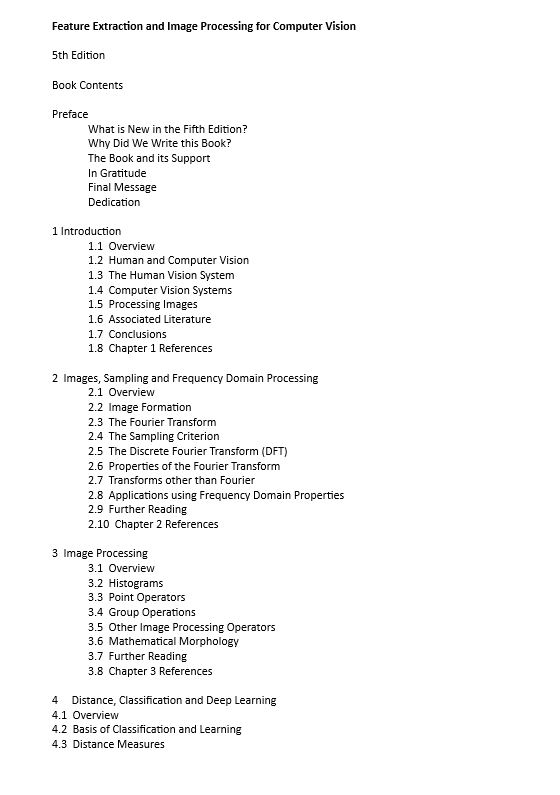 Feature Extraction and Image Processing for Computer Vision
5th Edition
Book Contents
Preface
What is New in the Fifth Edition?
Why Did We Write this Book?
The Book and its Support
In Gratitude
Final Message
Dedication
1 Introduction
1.1 Overview
1.2 Human and Computer Vision
1.3 The Human Vision System
1.4 Computer Vision Systems
1.5 Processing Images
1.6 Associated Literature
1.7 Conclusions
1.8 Chapter 1 References
2 Images, Sampling and Frequency Domain Processing
2.1 Overview
2.2 Image Formation
2.3 The Fourier Transform
2.4 The Sampling Criterion
2.5 The Discrete Fourier Transform (DFT)
2.6 Properties of the Fourier Transform
2.7 Transforms other than Fourier
2.8 Applications using Frequency Domain Properties
2.9 Further Reading
2.10 Chapter 2 References
3 Image Processing
3.1 Overview
3.2 Histograms
3.3 Point Operators
3.4 Group Operations
3.5 Other Image Processing Operators
3.6 Mathematical Morphology
3.7 Further Reading
3.8 Chapter 3 References
4 Distance, Classification and Deep Learning
4.1 Overview
4.2 Basis of Classification and Learning
4.3 Distance Measures